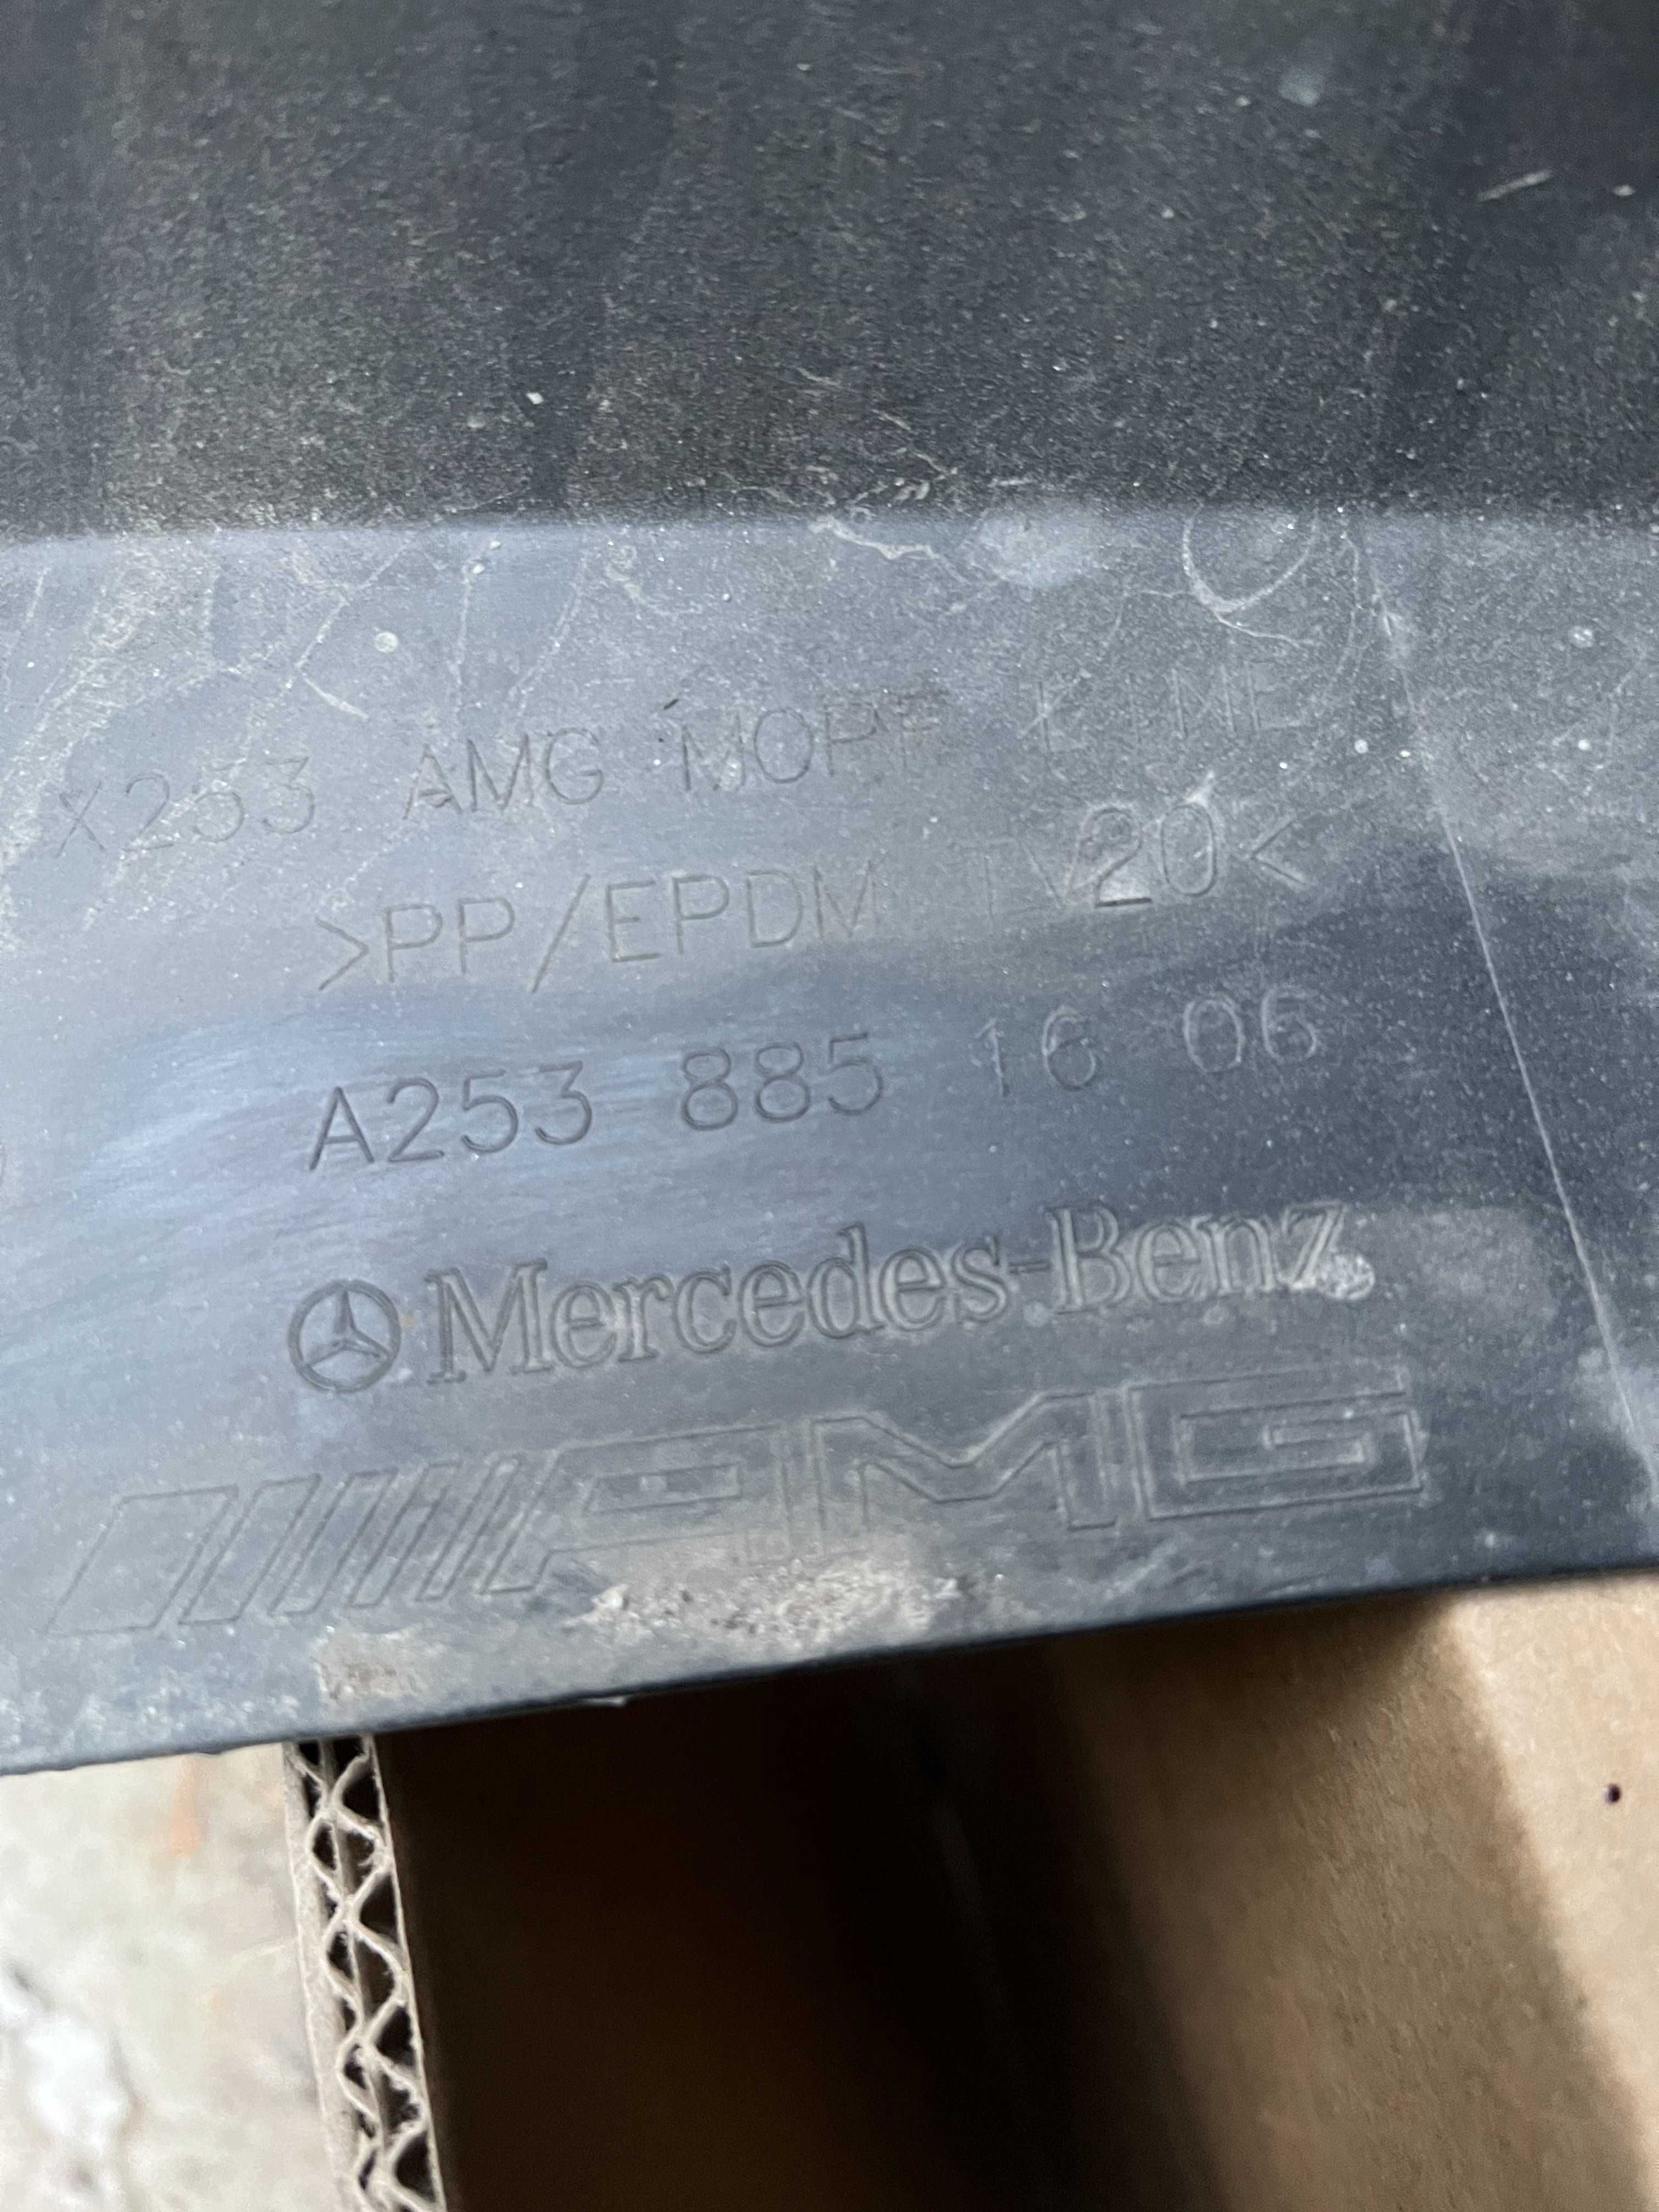 X253 AMG MOPF LINE
>PP/EPDM TV20<
A253 885 16 06
Mercedes-Benz
AMG